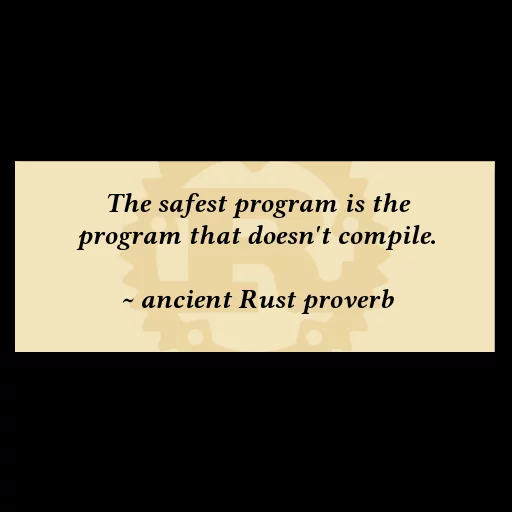 The safest program is the
program that doesn't compile.
~ ancient Rust proverb